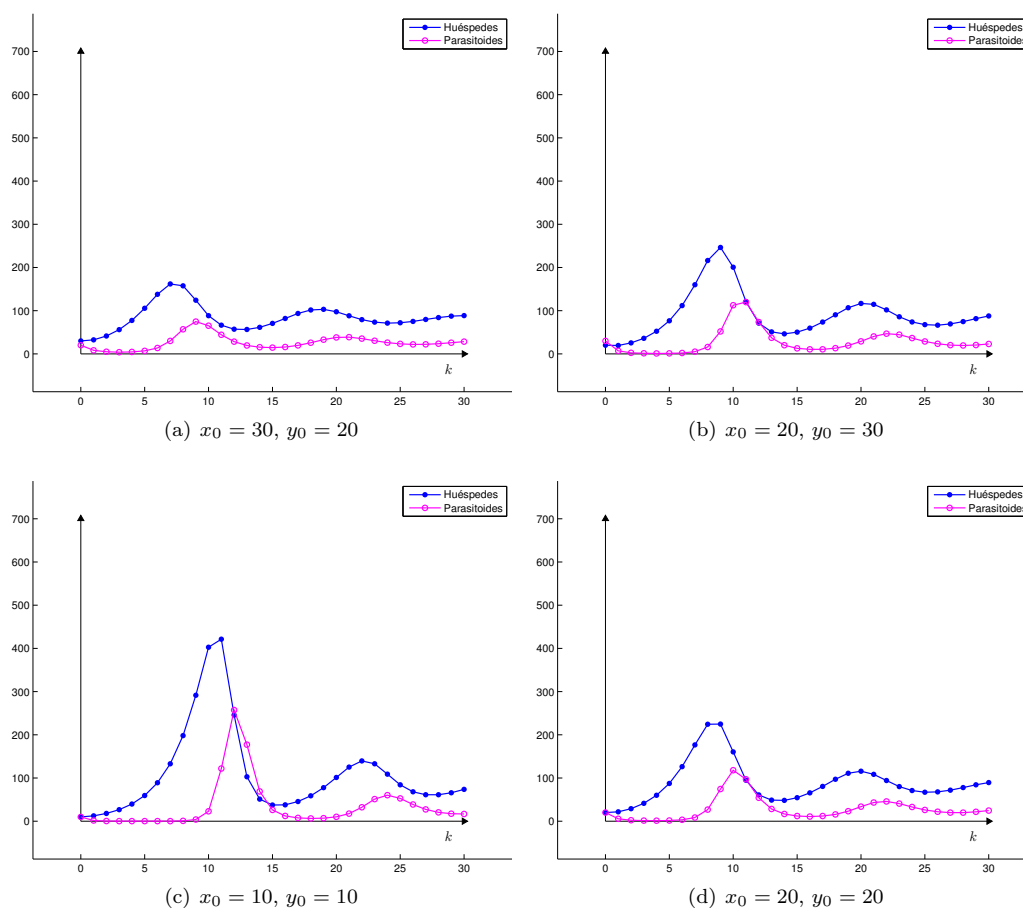 Huéspedes
Parasitoides
700
600
500
400
300
200
100
0
k
0 5 10 15 20 25 30
(a) x₀ = 30, y₀ = 20
Huéspedes
Parasitoides
700
600
500
400
300
200
100
0
k
0 5 10 15 20 25 30
(b) x₀ = 20, y₀ = 30
Huéspedes
Parasitoides
700
600
500
400
300
200
100
0
k
0 5 10 15 20 25 30
(c) x₀ = 10, y₀ = 10
Huéspedes
Parasitoides
700
600
500
400
300
200
100
0
k
0 5 10 15 20 25 30
(d) x₀ = 20, y₀ = 20